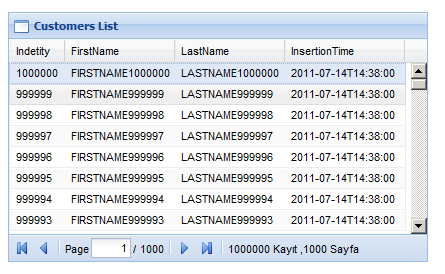 Customers List
Indetity FirstName LastName InsertionTime
1000000 FIRSTNAME1000000 LASTNAME1000000 2011-07-14T14:38:00
999999 FIRSTNAME999999 LASTNAME999999 2011-07-14T14:38:00
999998 FIRSTNAME999998 LASTNAME999998 2011-07-14T14:38:00
999997 FIRSTNAME999997 LASTNAME999997 2011-07-14T14:38:00
999996 FIRSTNAME999996 LASTNAME999996 2011-07-14T14:38:00
999995 FIRSTNAME999995 LASTNAME999995 2011-07-14T14:38:00
999994 FIRSTNAME999994 LASTNAME999994 2011-07-14T14:38:00
999993 FIRSTNAME999993 LASTNAME999993 2011-07-14T14:38:00
Page 1 / 1000 1000000 Kayıt ,1000 Sayfa